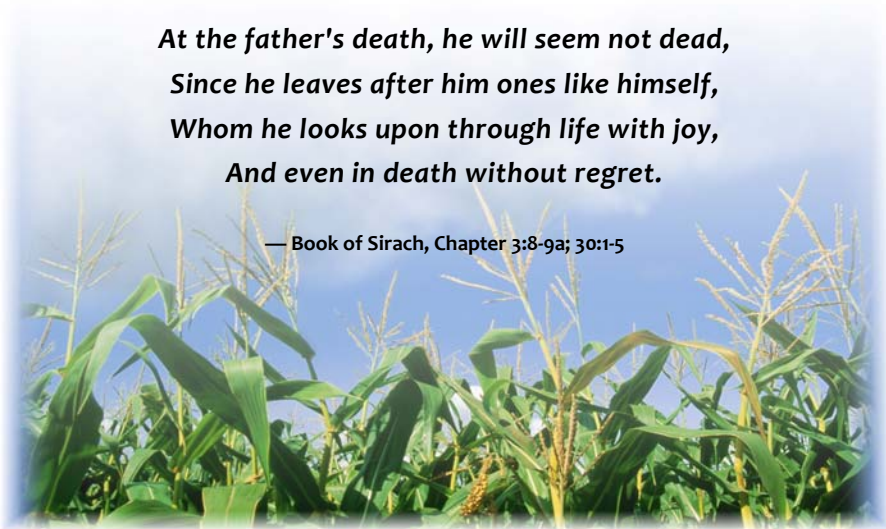 At the father's death, he will seem not dead,
Since he leaves after him ones like himself,
Whom he looks upon through life with joy,
And even in death without regret.
— Book of Sirach, Chapter 3:8-9a; 30:1-5